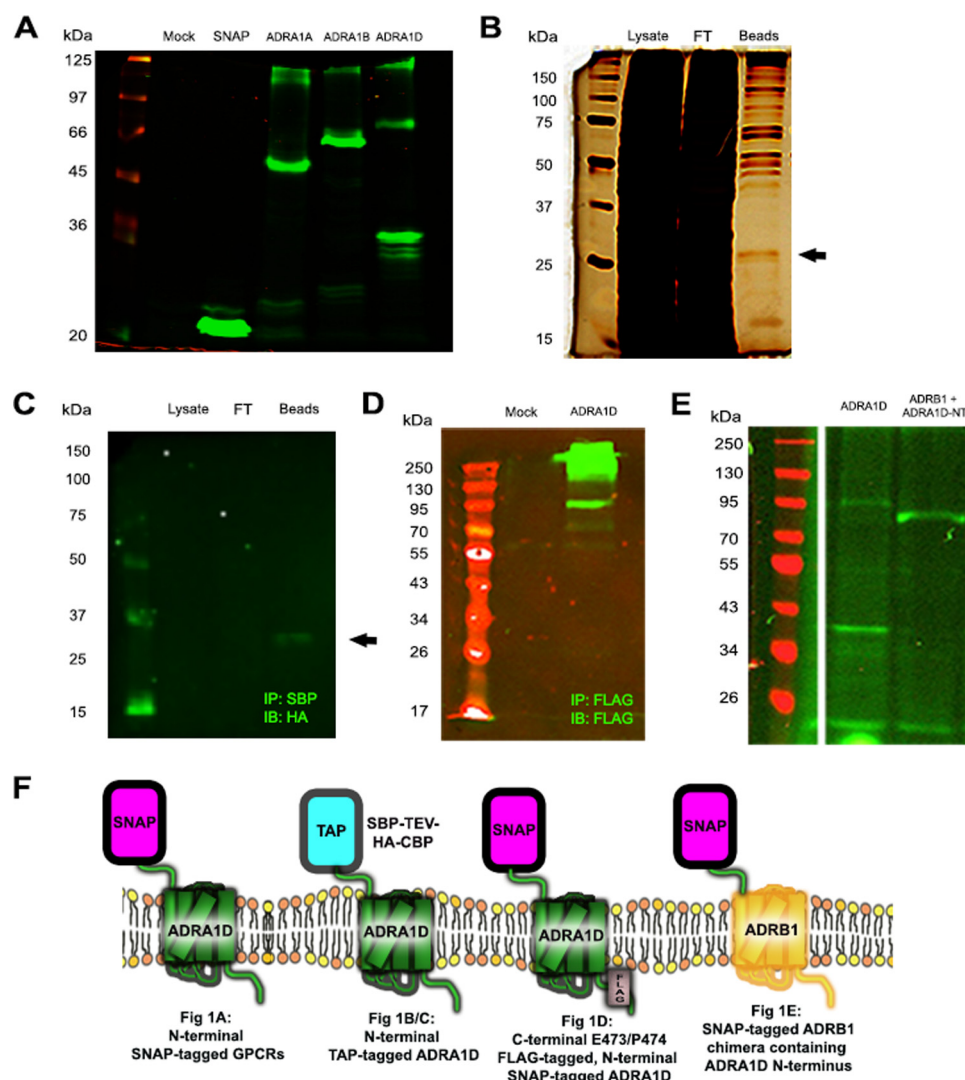 A
kDa
Mock SNAP ADRA1A ADRA1B ADRA1D
125
97
66
45
36
20
B
kDa
Lysate FT Beads
150
100
75
50
37
25
15
C
kDa
Lysate FT Beads
150
100
75
50
37
25
15
IP: SBP
IB: HA
D
kDa
Mock ADRA1D
250
130
95
70
55
43
34
26
17
IP: FLAG
IB: FLAG
E
kDa
ADRA1D
ADRB1 +
ADRA1D-NT
250
130
95
70
55
43
34
26
F
SNAP
ADRA1D
Fig 1A:
N-terminal
SNAP-tagged GPCRs
TAP
SBP-TEV-
HA-CBP
ADRA1D
Fig 1B/C:
N-terminal
TAP-tagged ADRA1D
SNAP
ADRA1D
FLAG
Fig 1D:
C-terminal E473/P474
FLAG-tagged, N-terminal
SNAP-tagged ADRA1D
SNAP
ADRB1
Fig 1E:
SNAP-tagged ADRB1
chimera containing
ADRA1D N-terminus